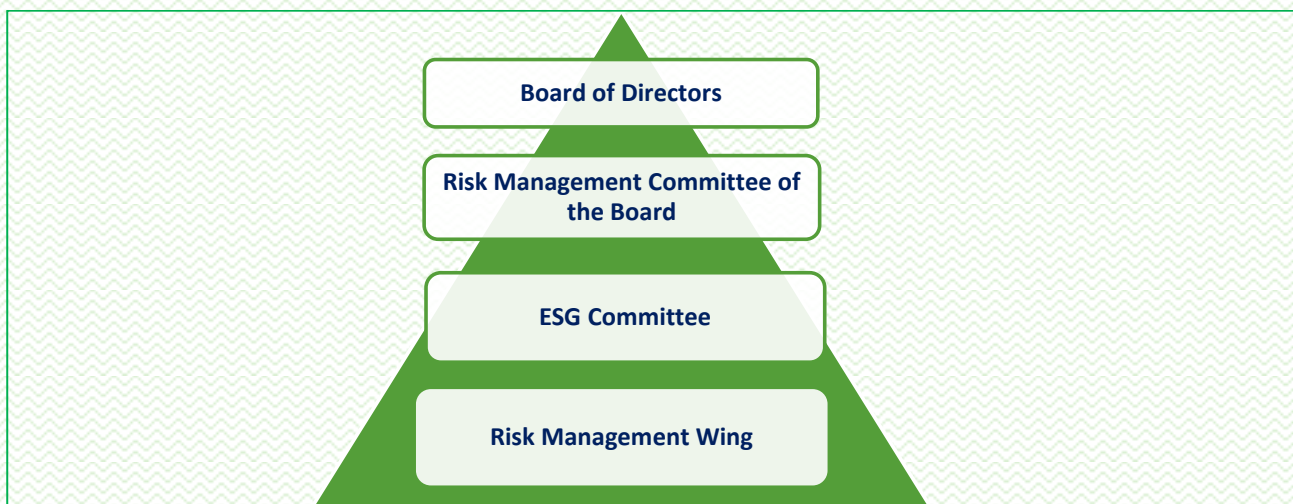 Board of Directors
Risk Management Committee of
the Board
ESG Committee
Risk Management Wing